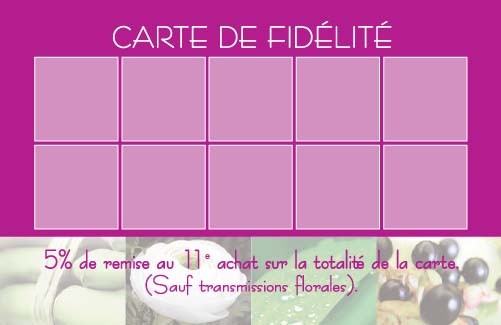 CARTE DE FIDÉLITÉ
5% de remise au 11e achat sur la totalité de la carte.
(Sauf transmissions florales).